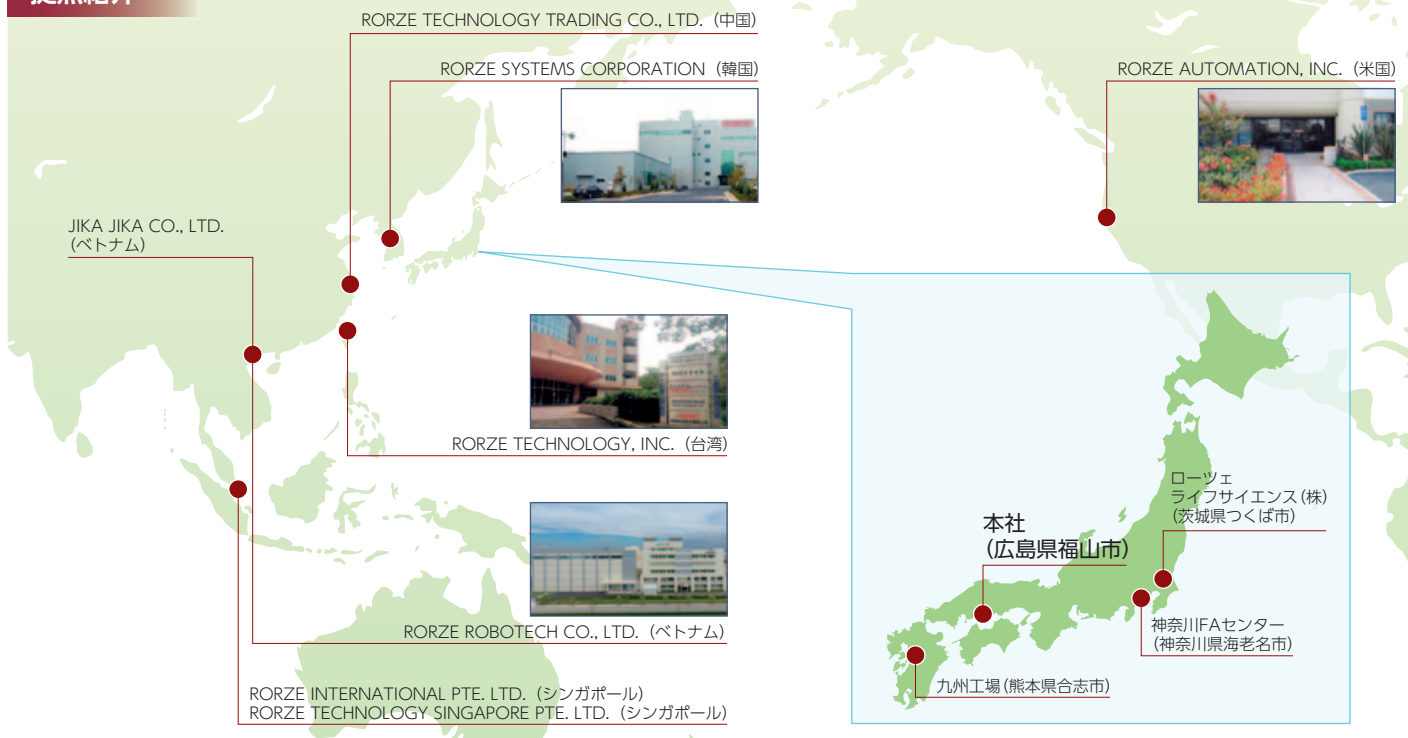 拠点紹介
RORZE TECHNOLOGY TRADING CO., LTD.（中国）
RORZE SYSTEMS CORPORATION（韓国）
RORZE AUTOMATION, INC.（米国）
JIKA JIKA CO., LTD.
（ベトナム）
RORZE TECHNOLOGY, INC.（台湾）
RORZE ROBOTECH CO., LTD.（ベトナム）
RORZE INTERNATIONAL PTE. LTD.（シンガポール）
RORZE TECHNOLOGY SINGAPORE PTE. LTD.（シンガポール）
ローツェ
ライフサイエンス(株)
(茨城県つくば市)
本社
（広島県福山市）
神奈川FAセンター
(神奈川県海老名市)
九州工場(熊本県合志市)